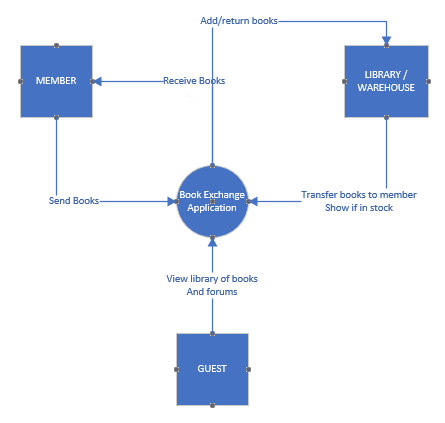 Add/return books
MEMBER
Receive Books
LIBRARY /
WAREHOUSE
Send Books
Book Exchange
Application
Transfer books to member
Show if in stock
View library of books
And forums
GUEST